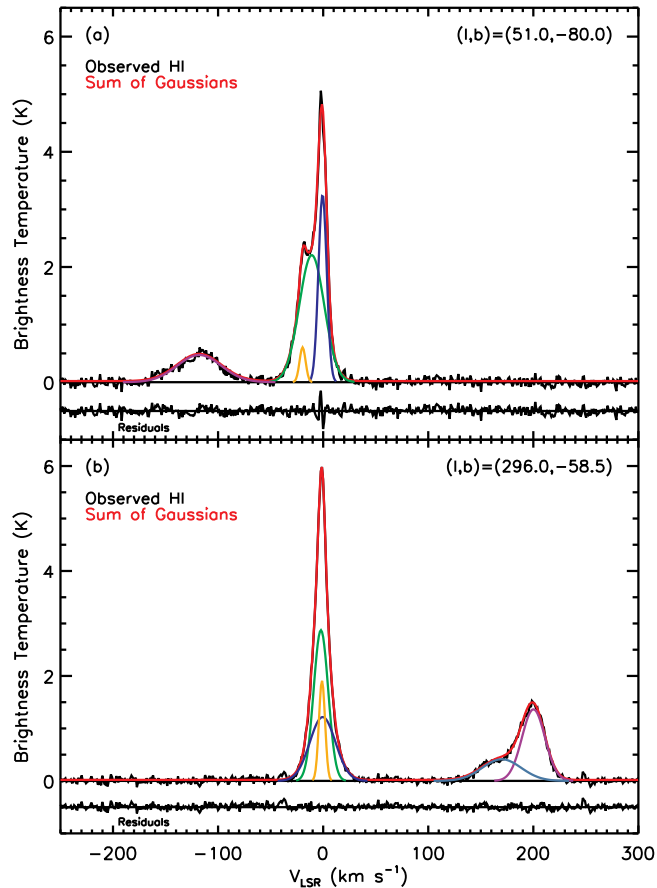 (a)
(l,b)=(51.0,−80.0)
Observed HI
Sum of Gaussians
Brightness Temperature (K)
6
4
2
0
Residuals
(b)
(l,b)=(296.0,−58.5)
Observed HI
Sum of Gaussians
Brightness Temperature (K)
6
4
2
0
Residuals
−200 −100 0 100 200 300
V_LSR (km s⁻¹)